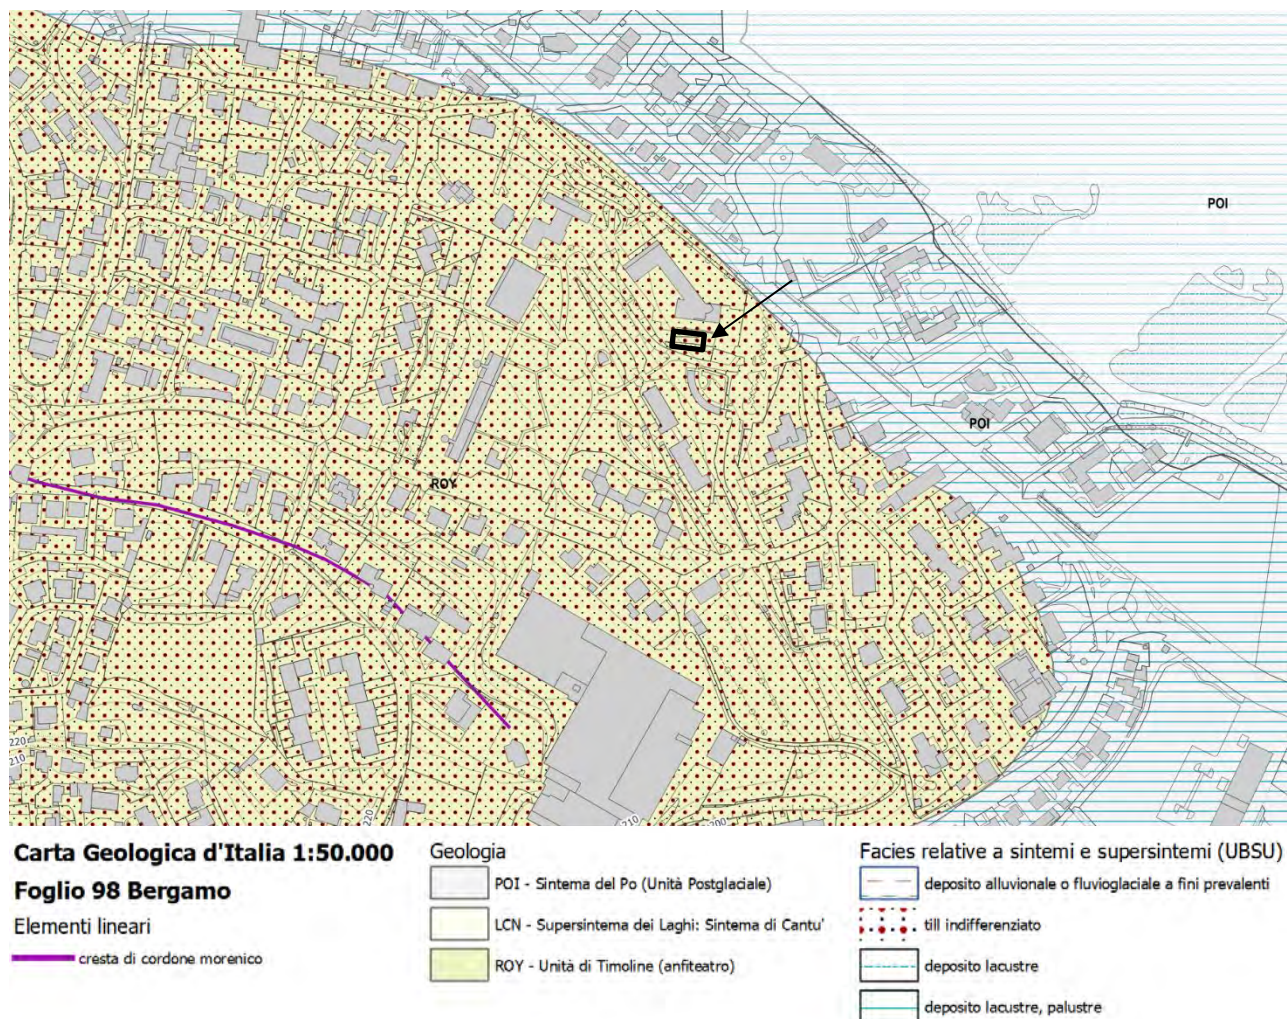 POI
POI
ROY
220
210
220
210
200
Carta Geologica d'Italia 1:50.000
Foglio 98 Bergamo
Elementi lineari
cresta di cordone morenico
Geologia
POI - Sintema del Po (Unità Postglaciale)
LCN - Supersintema dei Laghi: Sintema di Cantu'
ROY - Unità di Timoline (anfiteatro)
Facies relative a sintemi e supersintemi (UBSU)
deposito alluvionale o fluvioglaciale a fini prevalenti
till indifferenziato
deposito lacustre
deposito lacustre, palustre